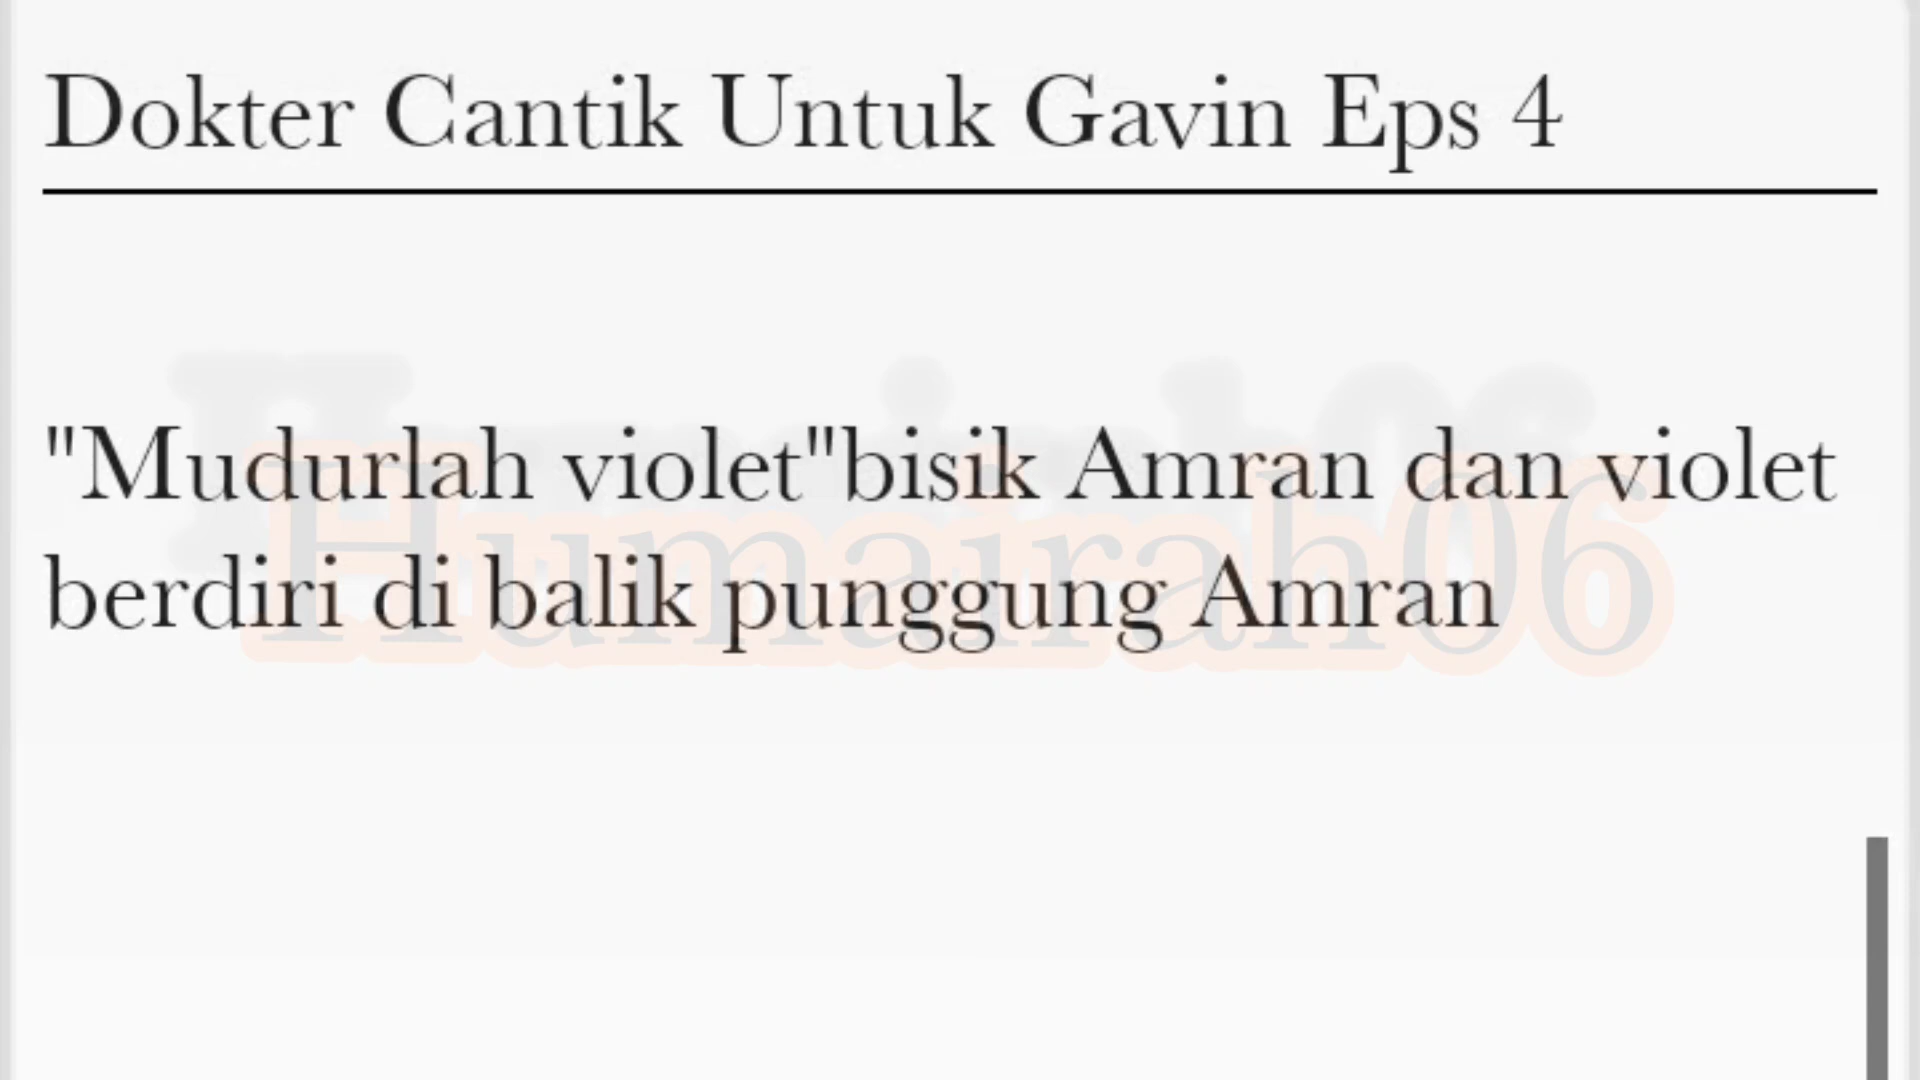 Dokter Cantik Untuk Gavin Eps 4
"Mudurlah violet"bisik Amran dan violet
berdiri di balik punggung Amran
Humairah06